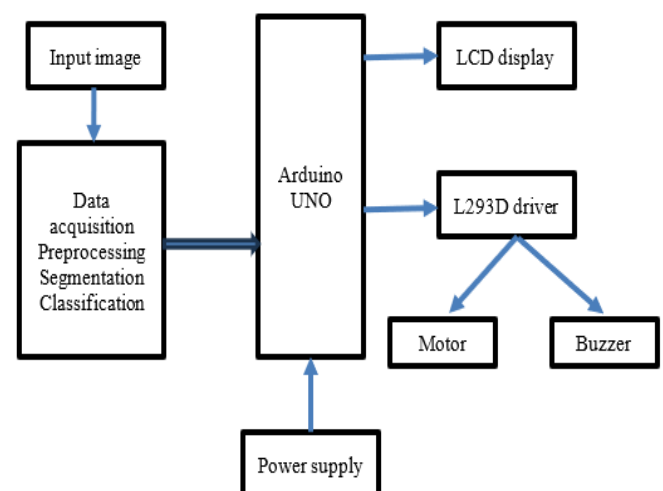 Input image
Data
acquisition
Preprocessing
Segmentation
Classification
Arduino
UNO
LCD display
L293D driver
Motor
Buzzer
Power supply